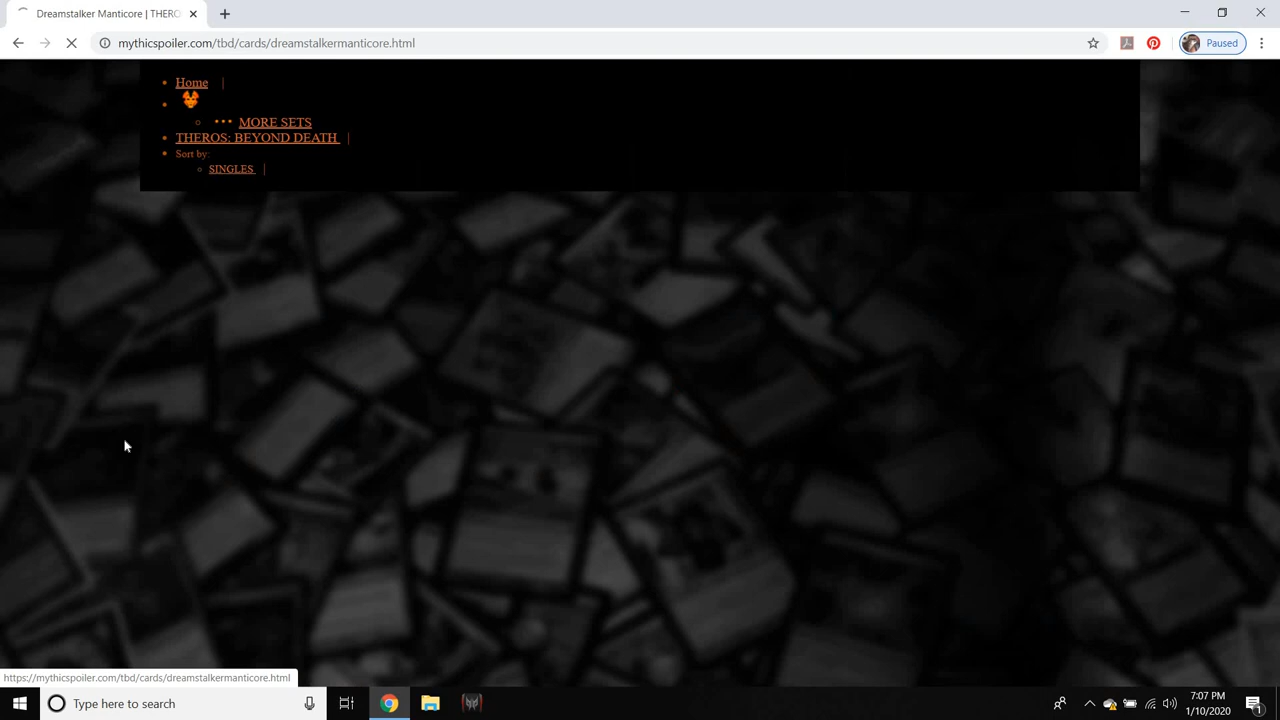 Dreamstalker Manticore | THERO
mythicspoiler.com/tbd/cards/dreamstalkermanticore.html
Paused
Home |
••• MORE SETS
THEROS: BEYOND DEATH |
Sort by:
SINGLES |
https://mythicspoiler.com/tbd/cards/dreamstalkermanticore.html
Type here to search
7:07 PM
1/10/2020
1